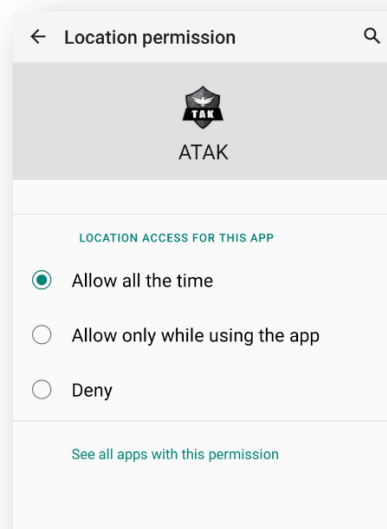 Location permission
TAK
ATAK
LOCATION ACCESS FOR THIS APP
Allow all the time
Allow only while using the app
Deny
See all apps with this permission